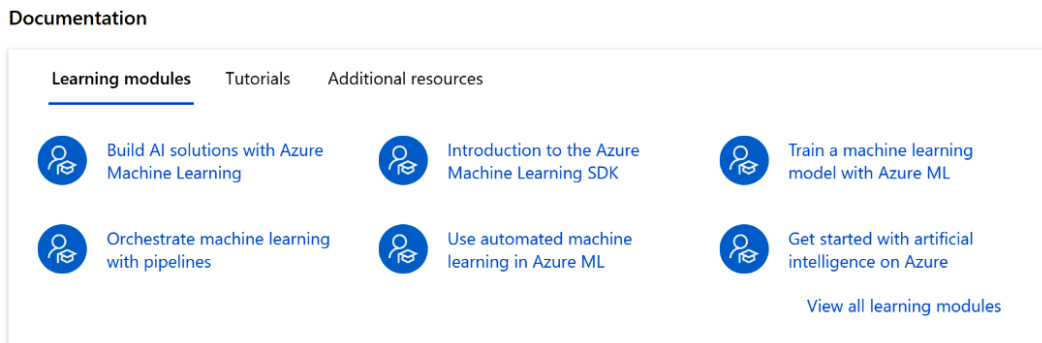 Documentation
Learning modules
Tutorials
Additional resources
Build AI solutions with Azure
Machine Learning
Introduction to the Azure
Machine Learning SDK
Train a machine learning
model with Azure ML
Orchestrate machine learning
with pipelines
Use automated machine
learning in Azure ML
Get started with artificial
intelligence on Azure
View all learning modules